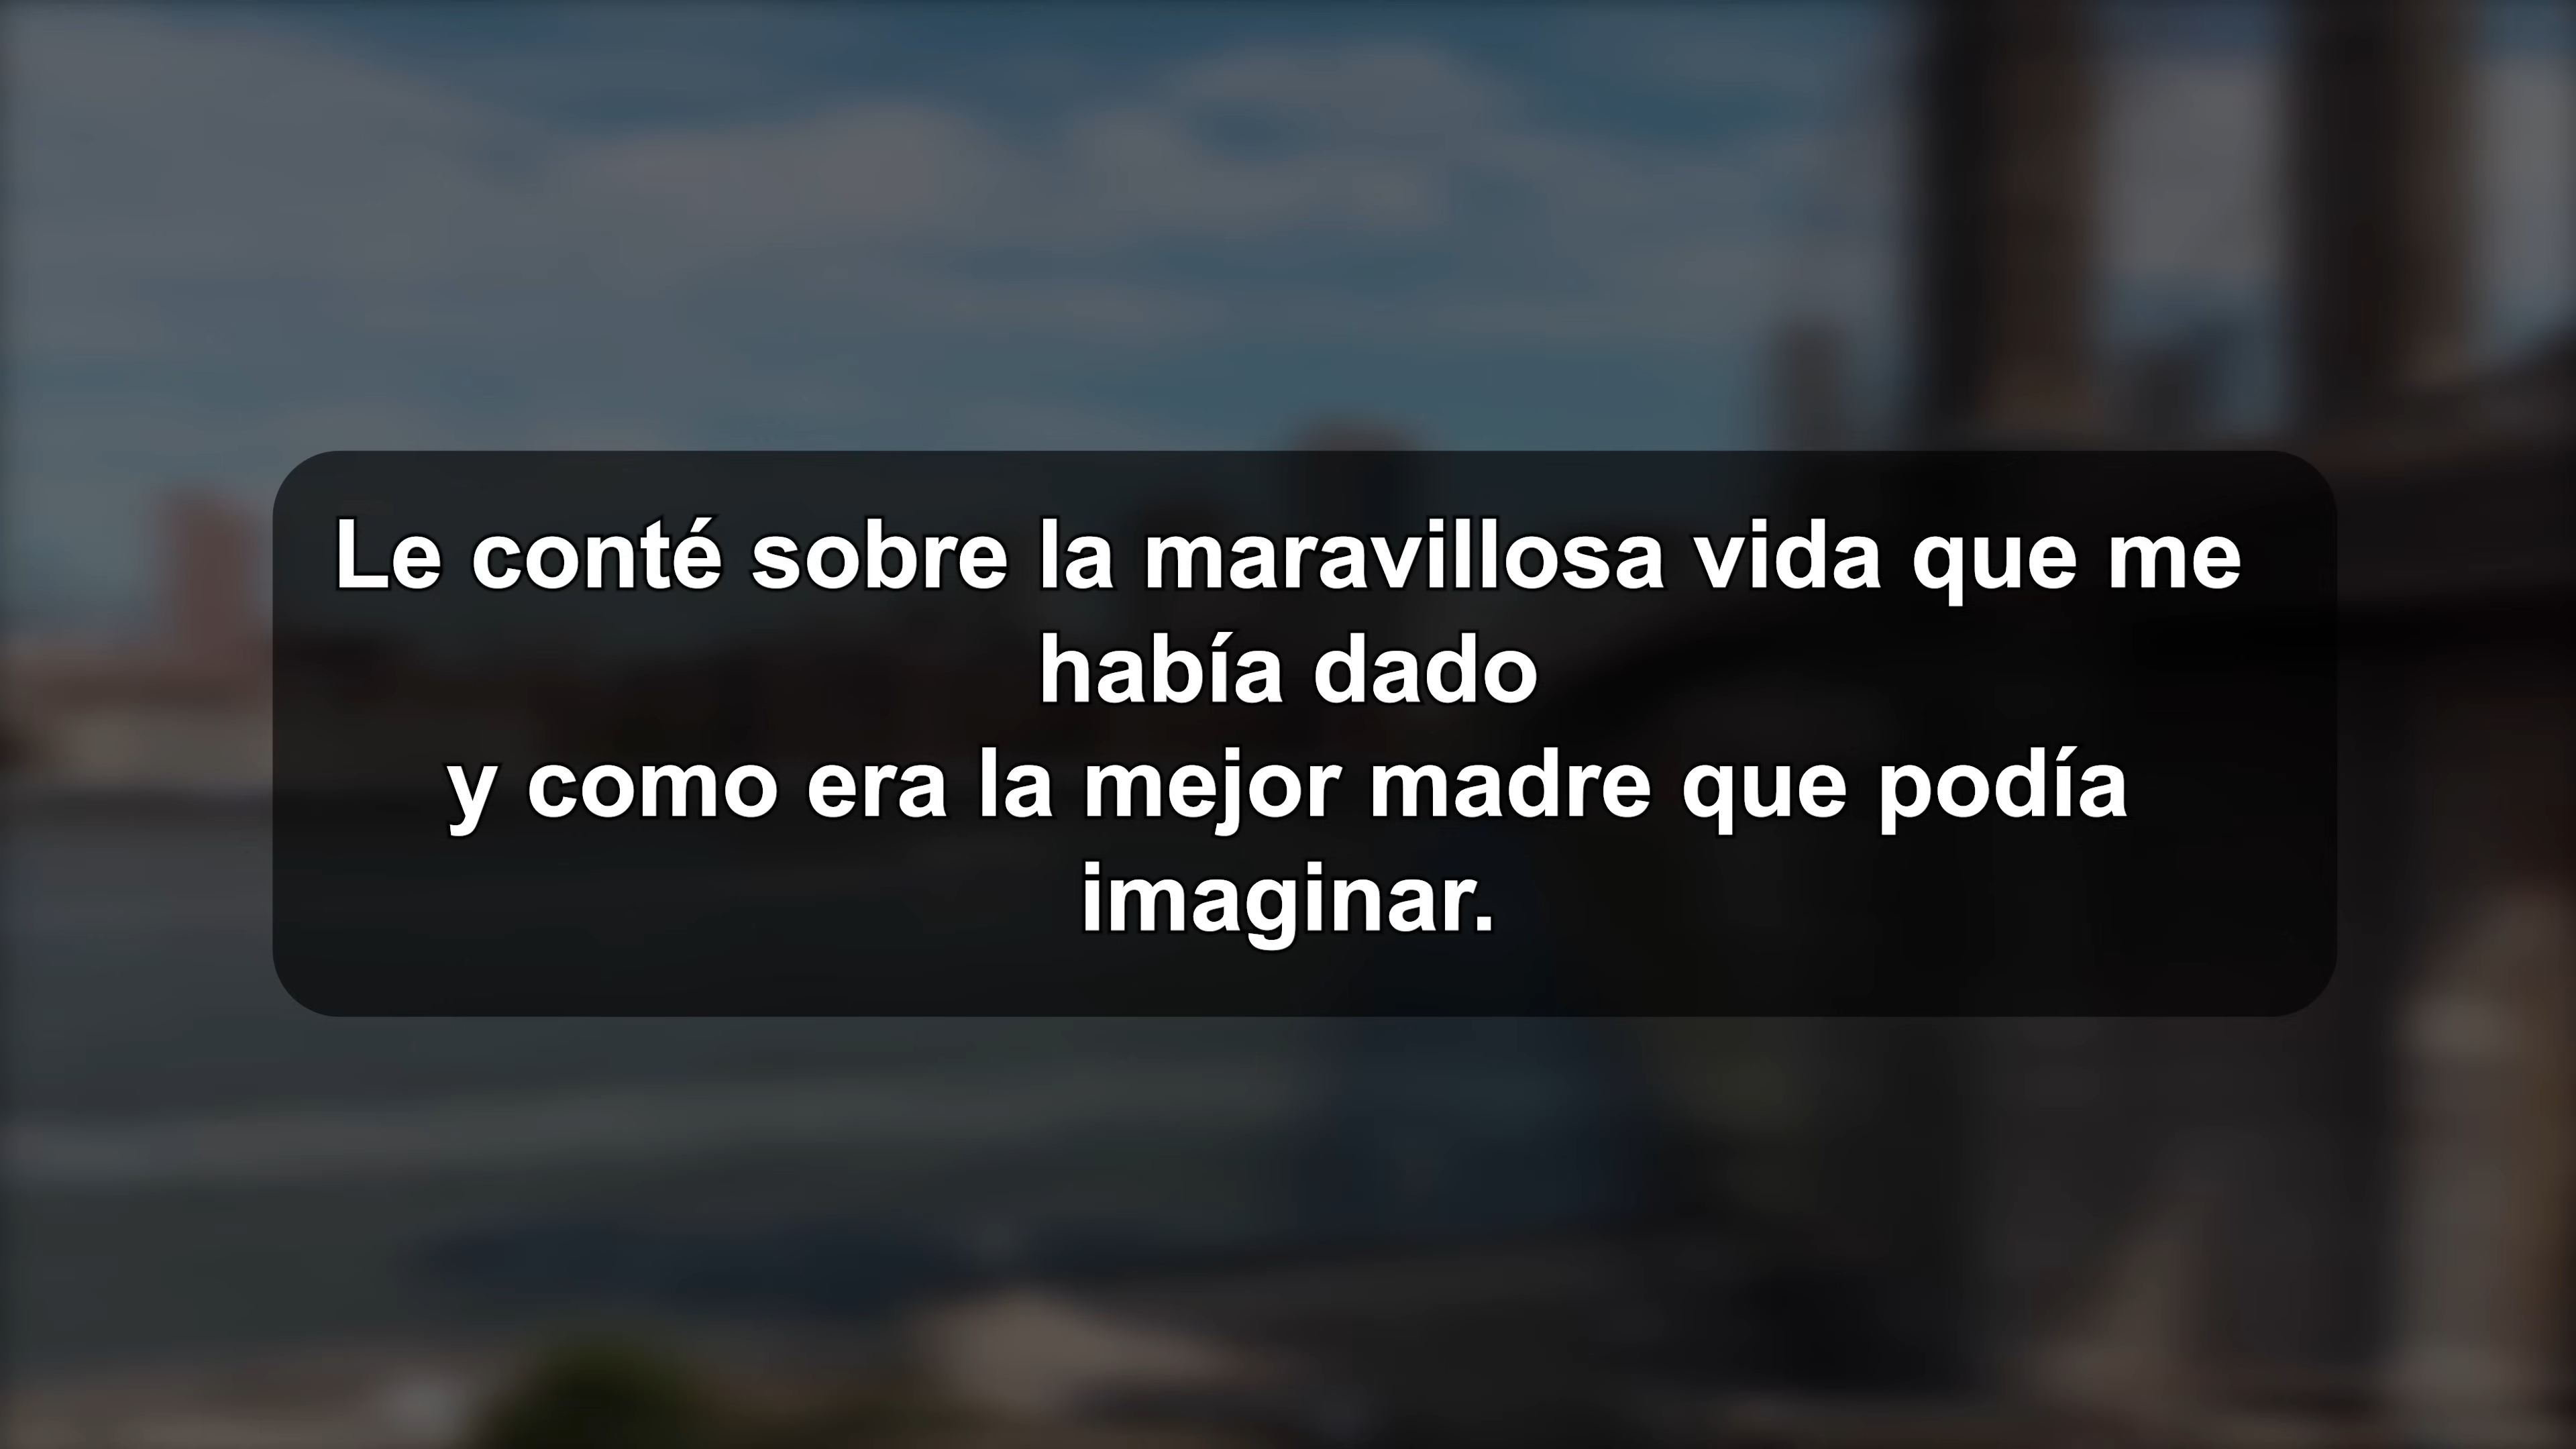 Le conté sobre la maravillosa vida que me
había dado
y como era la mejor madre que podía
imaginar.